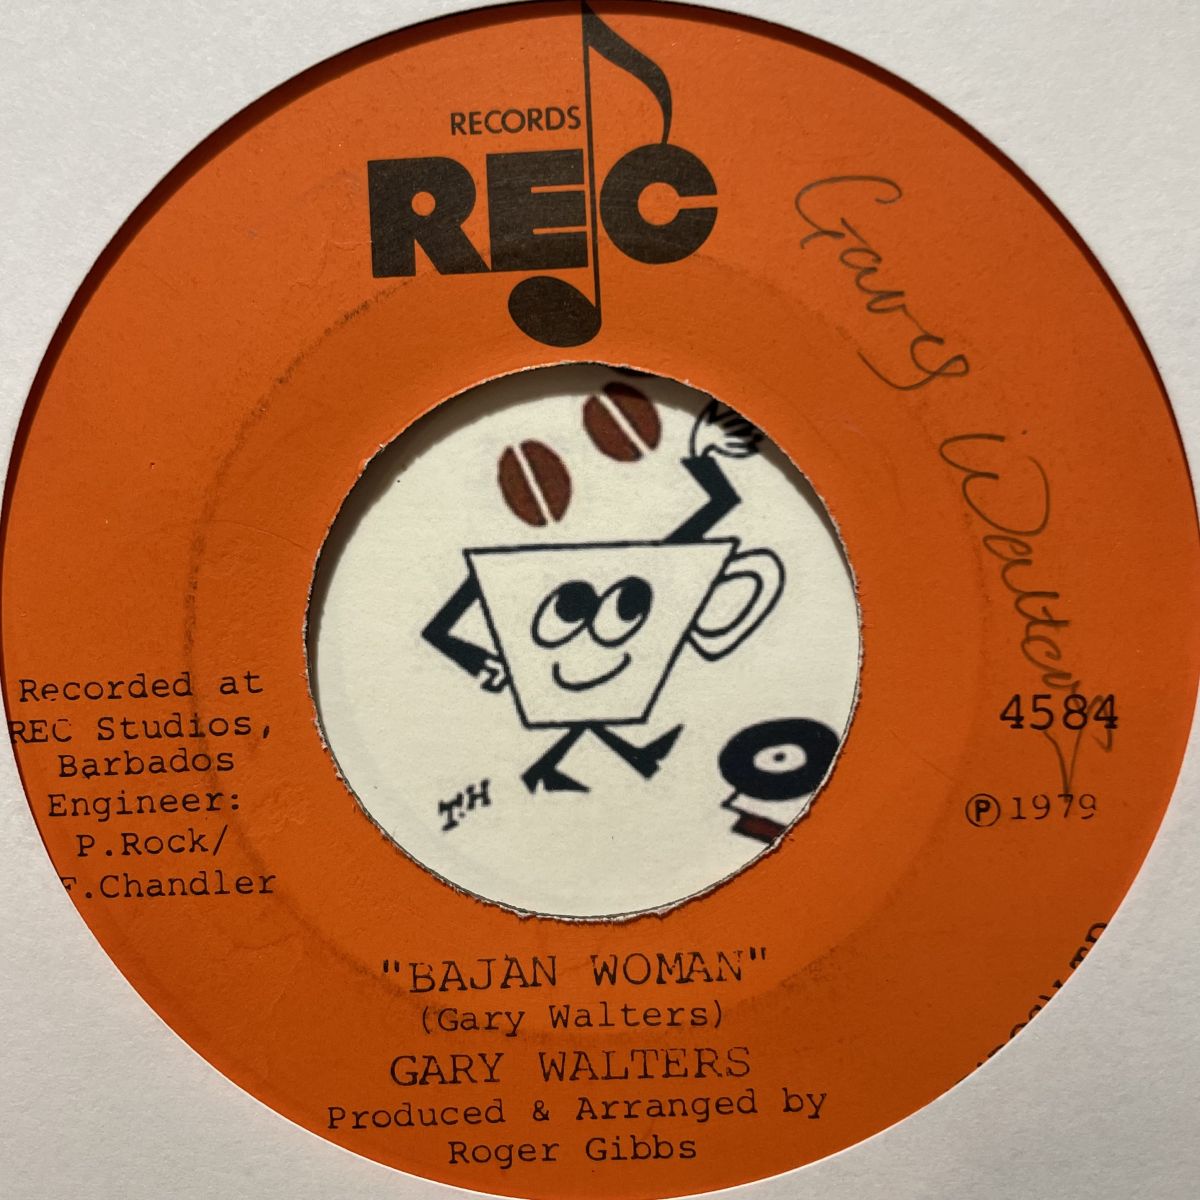 RECORDS
REC
Gary Walters
Recorded at
REC Studios,
Barbados
Engineer:
P.Rock/
F.Chandler
4584
Ⓟ 1979
T.H
"BAJAN WOMAN"
(Gary Walters)
GARY WALTERS
Produced & Arranged by
Roger Gibbs